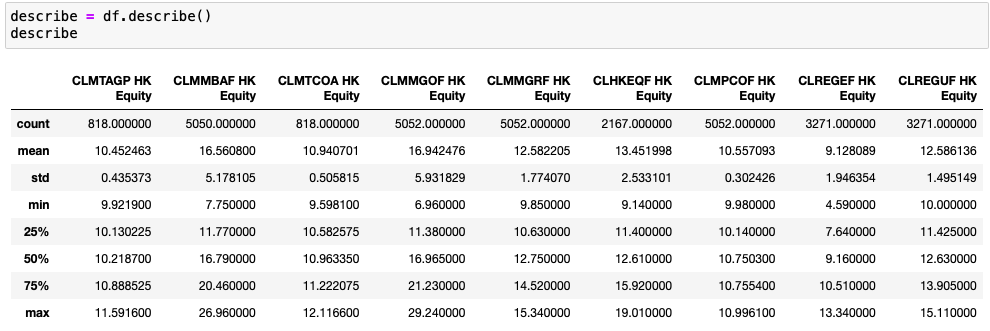 describe = df.describe()
describe
CLMTAGP HK Equity CLMMBAF HK Equity CLMTCOA HK Equity CLMMGOF HK Equity CLMMGRF HK Equity CLHKEQF HK Equity CLMPCOF HK Equity CLREGEF HK Equity CLREGUF HK Equity
count 818.000000 5050.000000 818.000000 5052.000000 5052.000000 2167.000000 5052.000000 3271.000000 3271.000000
mean 10.452463 16.560800 10.940701 16.942476 12.582205 13.451998 10.557093 9.128089 12.586136
std 0.435373 5.178105 0.505815 5.931829 1.774070 2.533101 0.302426 1.946354 1.495149
min 9.921900 7.750000 9.598100 6.960000 9.850000 9.140000 9.980000 4.590000 10.000000
25% 10.130225 11.770000 10.582575 11.380000 10.630000 11.400000 10.140000 7.640000 11.425000
50% 10.218700 16.790000 10.963350 16.965000 12.750000 12.610000 10.750300 9.160000 12.630000
75% 10.888525 20.460000 11.222075 21.230000 14.520000 15.920000 10.755400 10.510000 13.905000
max 11.591600 26.960000 12.116600 29.240000 15.340000 19.010000 10.996100 13.340000 15.110000